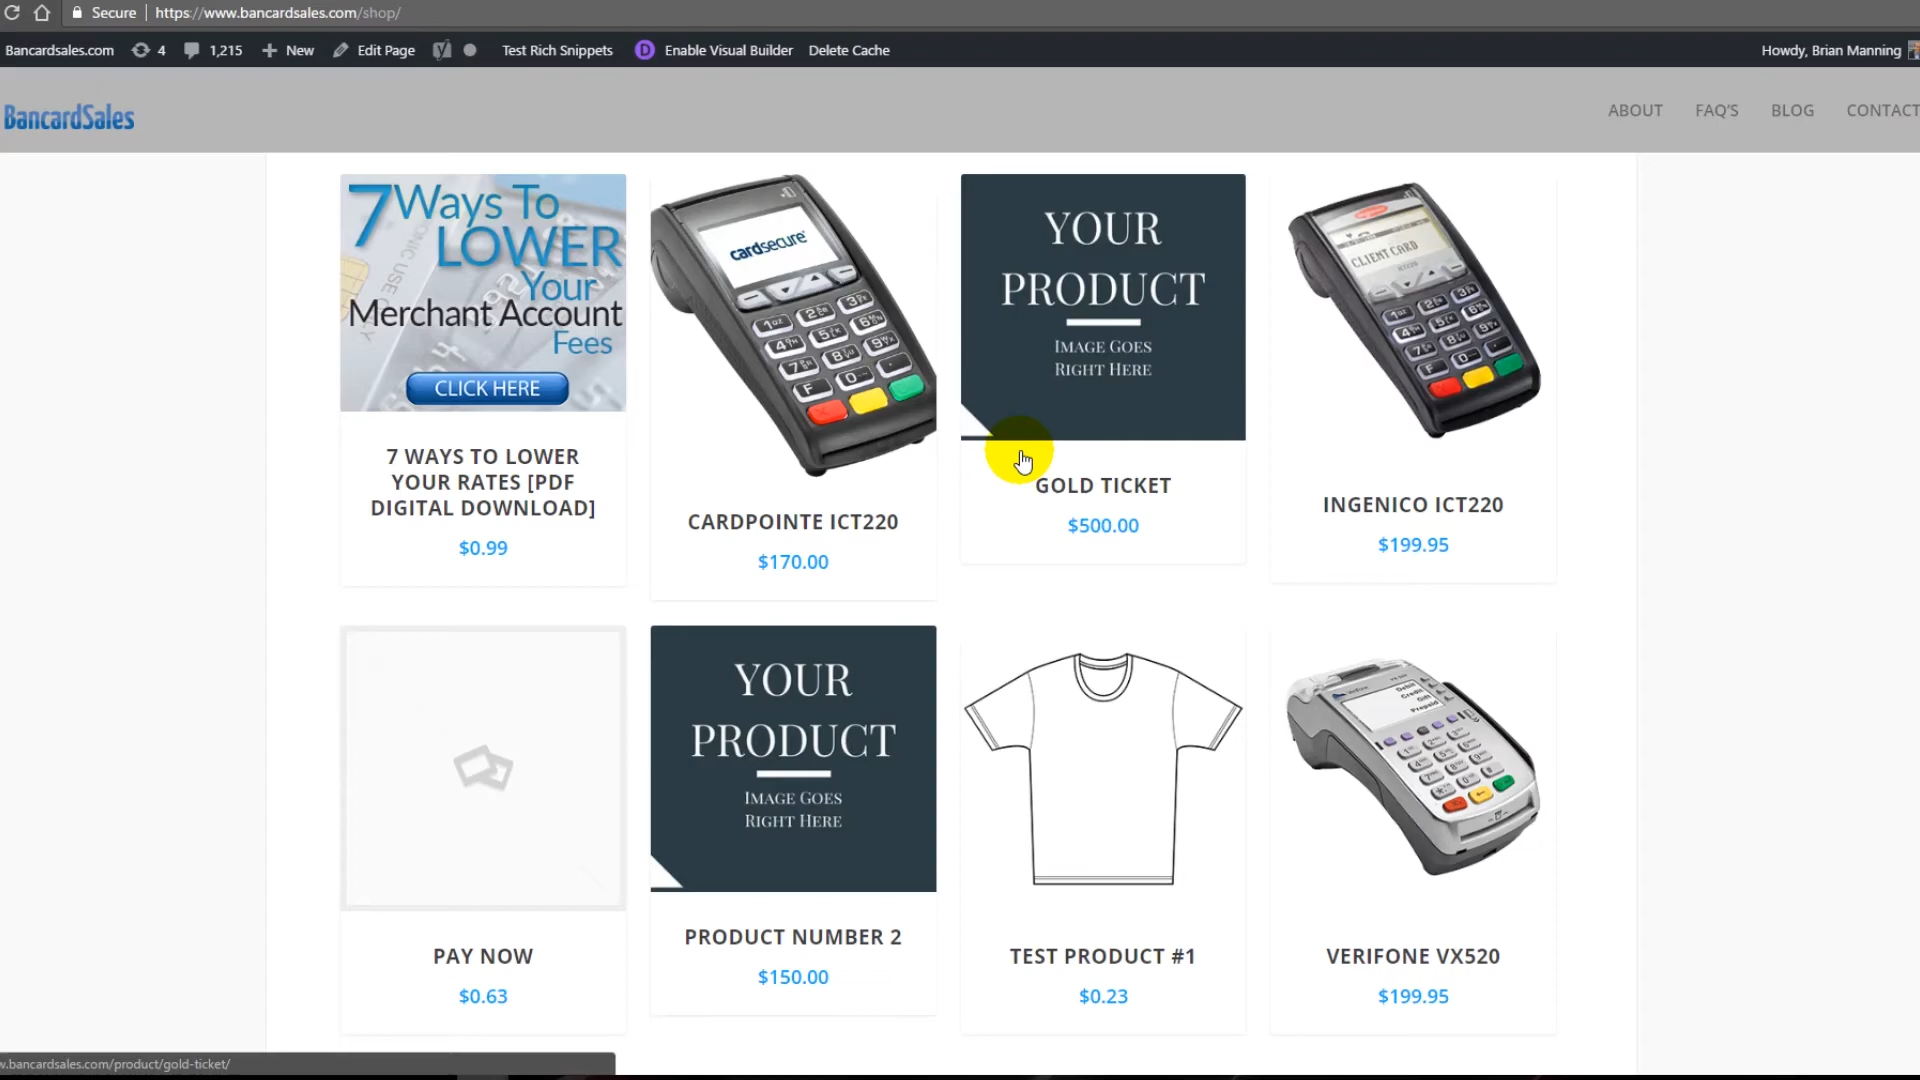 Secure
https://www.bancardsales.com/shop/
Bancardsales.com
4
1,215
New
Edit Page
Test Rich Snippets
D
Enable Visual Builder
Delete Cache
Howdy, Brian Manning
BancardSales
ABOUT
FAQ'S
BLOG
CONTACT
7 Ways To
LOWER
Your
Merchant Account
Fees
CLICK HERE
7 WAYS TO LOWER
YOUR RATES [PDF
DIGITAL DOWNLOAD]
$0.99
cardsecure
CARDPOINTE ICT220
$170.00
YOUR
PRODUCT
IMAGE GOES
RIGHT HERE
GOLD TICKET
$500.00
CLIENT CARD
INGENICO ICT220
$199.95
PAY NOW
$0.63
YOUR
PRODUCT
IMAGE GOES
RIGHT HERE
PRODUCT NUMBER 2
$150.00
TEST PRODUCT #1
$0.23
Debit
Credit
Gift
Prepaid
VERIFONE VX520
$199.95
w.bancardsales.com/product/gold-ticket/